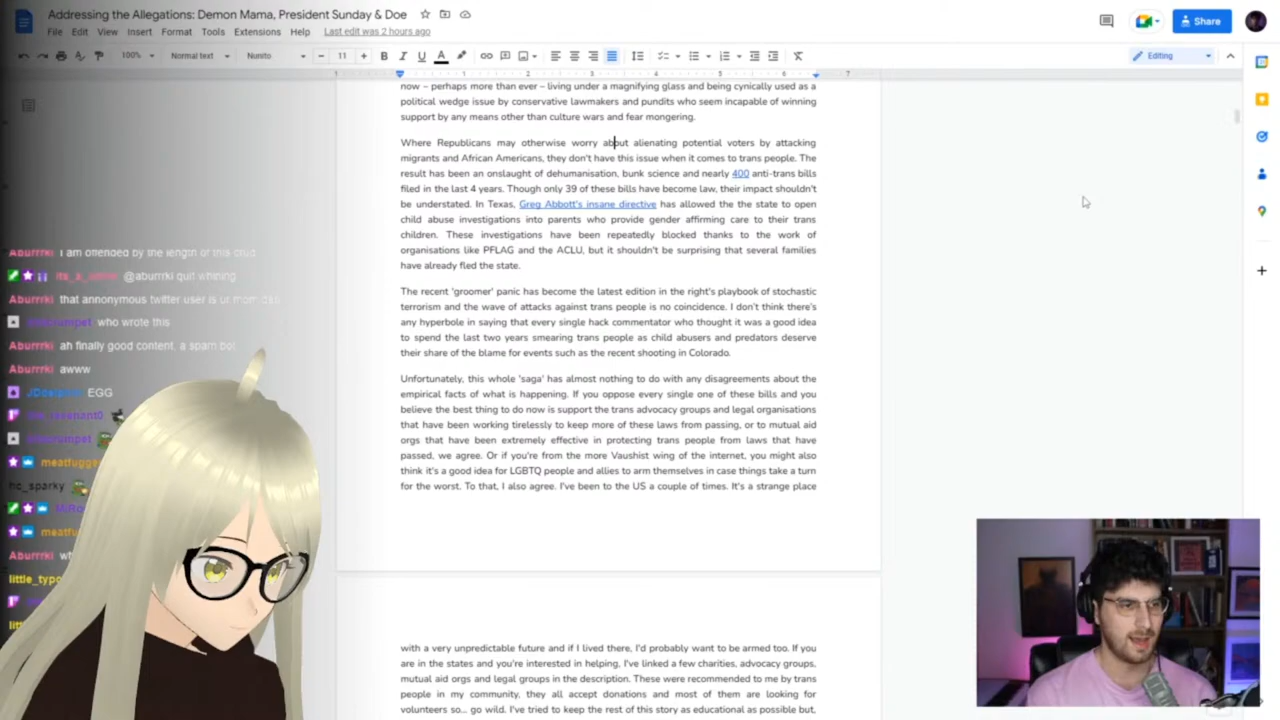 Addressing the Allegations: Demon Mama, President Sunday & Doe
File Edit View Insert Format Tools Extensions Help Last edit was 2 hours ago
Share
100% Normal text Nunito 11 B I U A Editing
1 1 2 3 4 5 6 7
now – perhaps more than ever – living under a magnifying glass and being cynically used as a
political wedge issue by conservative lawmakers and pundits who seem incapable of winning
support by any means other than culture wars and fear mongering.
Where Republicans may otherwise worry about alienating potential voters by attacking
migrants and African Americans, they don't have this issue when it comes to trans people. The
result has been an onslaught of dehumanisation, bunk science and nearly 400 anti-trans bills
filed in the last 4 years. Though only 39 of these bills have become law, their impact shouldn't
be understated. In Texas, Greg Abbott's insane directive has allowed the the state to open
child abuse investigations into parents who provide gender affirming care to their trans
children. These investigations have been repeatedly blocked thanks to the work of
organisations like PFLAG and the ACLU, but it shouldn't be surprising that several families
have already fled the state.
The recent 'groomer' panic has become the latest edition in the right's playbook of stochastic
terrorism and the wave of attacks against trans people is no coincidence. I don't think there's
any hyperbole in saying that every single hack commentator who thought it was a good idea
to spend the last two years smearing trans people as child abusers and predators deserve
their share of the blame for events such as the recent shooting in Colorado.
Unfortunately, this whole 'saga' has almost nothing to do with any disagreements about the
empirical facts of what is happening. If you oppose every single one of these bills and you
believe the best thing to do now is support the trans advocacy groups and legal organisations
that have been working tirelessly to keep more of these laws from passing, or to mutual aid
orgs that have been extremely effective in protecting trans people from laws that have
passed, we agree. Or if you're from the more Vaushist wing of the internet, you might also
think it's a good idea for LGBTQ people and allies to arm themselves in case things take a turn
for the worst. To that, I also agree. I've been to the US a couple of times. It's a strange place
with a very unpredictable future and if I lived there, I'd probably want to be armed too. If you
are in the states and you're interested in helping, I've linked a few charities, advocacy groups,
mutual aid orgs and legal groups in the description. These were recommended to me by trans
people in my community, they all accept donations and most of them are looking for
volunteers so... go wild. I've tried to keep the rest of this story as educational as possible but,
Aburrrki I am offended by the length of this crud
@aburrki quit whining
Aburrrki that annonymous twitter user is ur mom
who wrote this
Aburrrki ah finally good content, a spam bot
Aburrrki awww
EGG
hc_sparky
Aburrrki